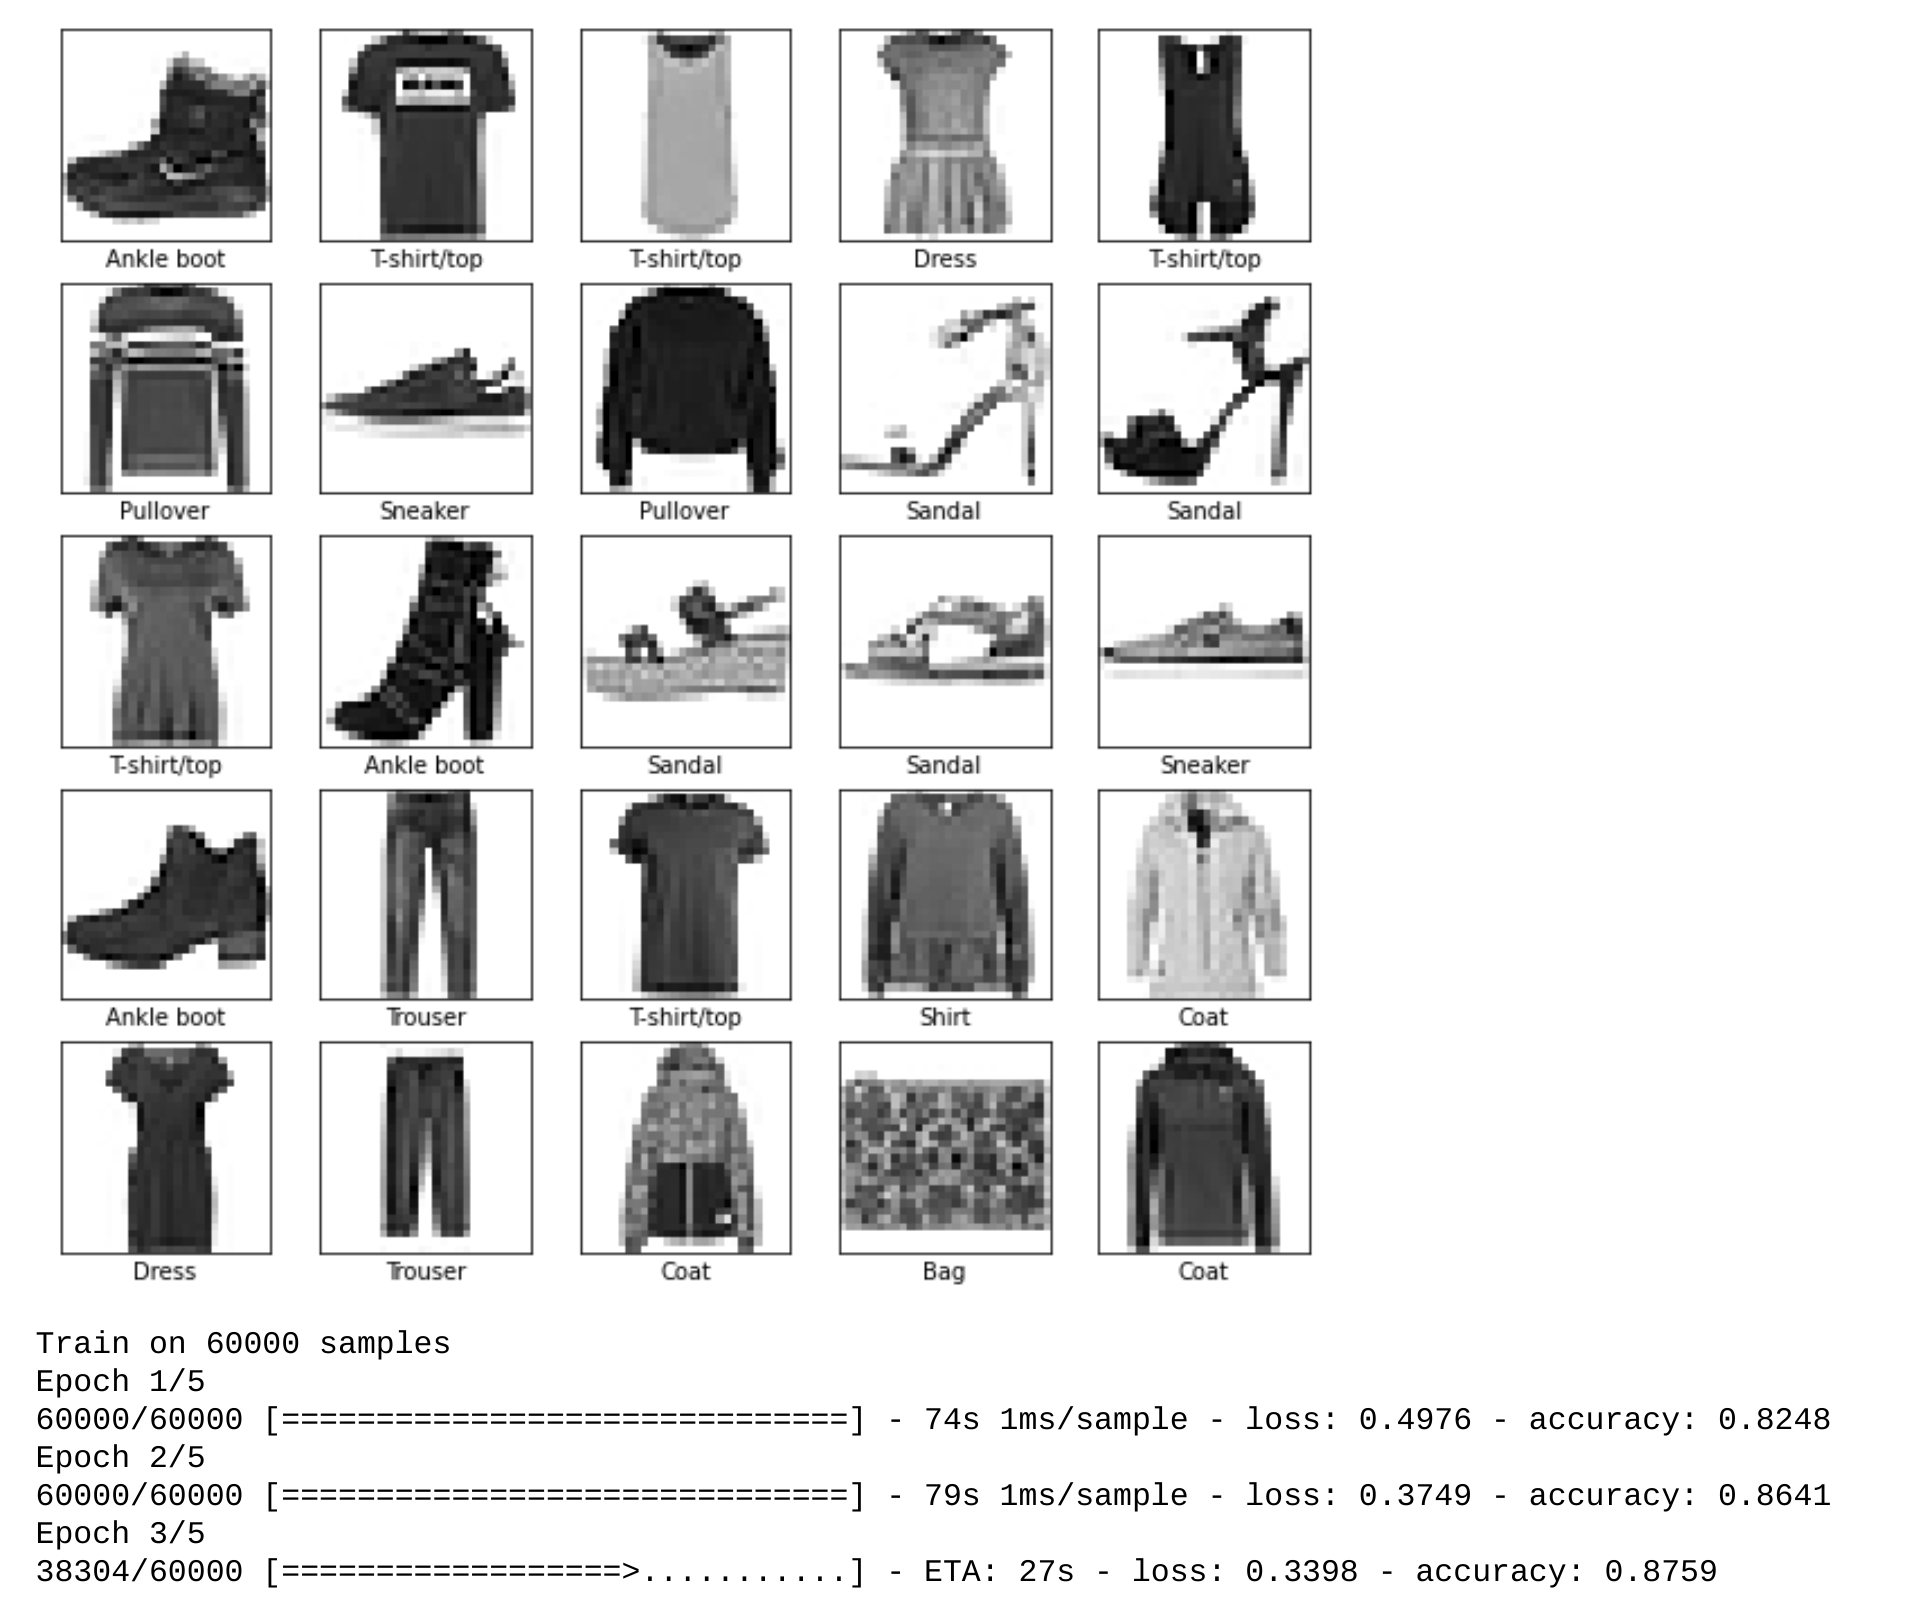 Ankle boot T-shirt/top T-shirt/top Dress T-shirt/top
Pullover Sneaker Pullover Sandal Sandal
T-shirt/top Ankle boot Sandal Sandal Sneaker
Ankle boot Trouser T-shirt/top Shirt Coat
Dress Trouser Coat Bag Coat
Train on 60000 samples
Epoch 1/5
60000/60000 [==============================] - 74s 1ms/sample - loss: 0.4976 - accuracy: 0.8248
Epoch 2/5
60000/60000 [==============================] - 79s 1ms/sample - loss: 0.3749 - accuracy: 0.8641
Epoch 3/5
38304/60000 [==================>...........] - ETA: 27s - loss: 0.3398 - accuracy: 0.8759